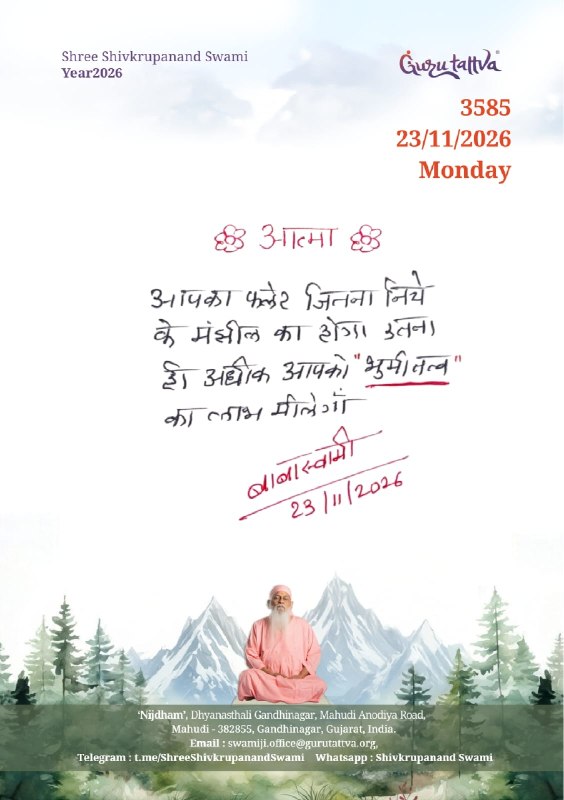 Shree Shivkrupanand Swami
Year2026
Gurutattva
3585
23/11/2026
Monday
आत्मा
आपका फ्लेट जितना निचे
के मंझील का होगा उतना
ही अधीक आपको "भुमीतत्व"
का लाभ मीलेगाँ
बाबास्वामी
23/11/2026
'Nijdham', Dhyanasthali Gandhinagar, Mahudi Anodiya Road,
Mahudi - 382855, Gandhinagar, Gujarat, India.
Email : swamiji.office@gurutattva.org,
Telegram : t.me/ShreeShivkrupanandSwami Whatsapp : Shivkrupanand Swami